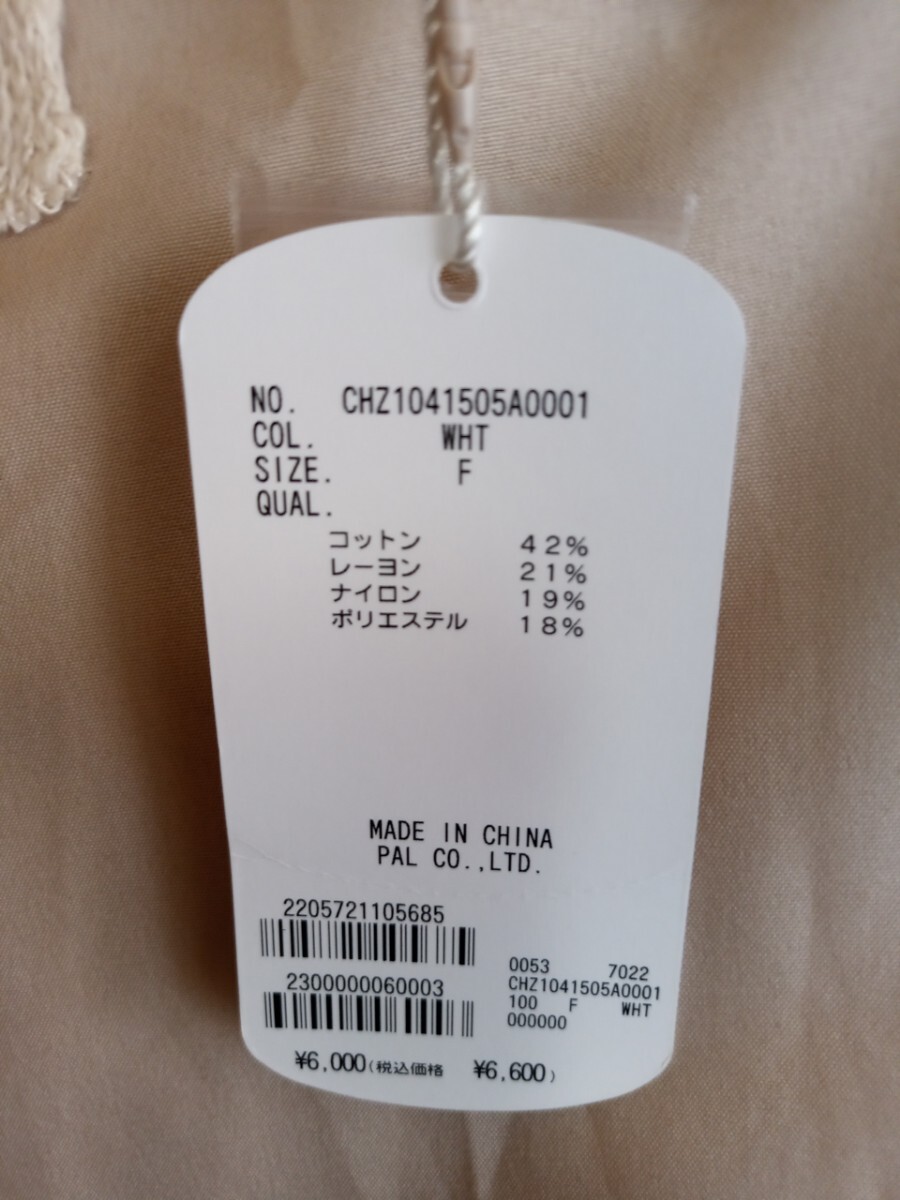 NO. CHZ1041505A0001
COL. WHT
SIZE. F
QUAL.
コットン 42%
レーヨン 21%
ナイロン 19%
ポリエステル 18%
MADE IN CHINA
PAL CO.,LTD.
2205721105685
2300000060003
0053 7022
CHZ1041505A0001
100 F WHT
000000
¥6,000(税込価格 ¥6,600)